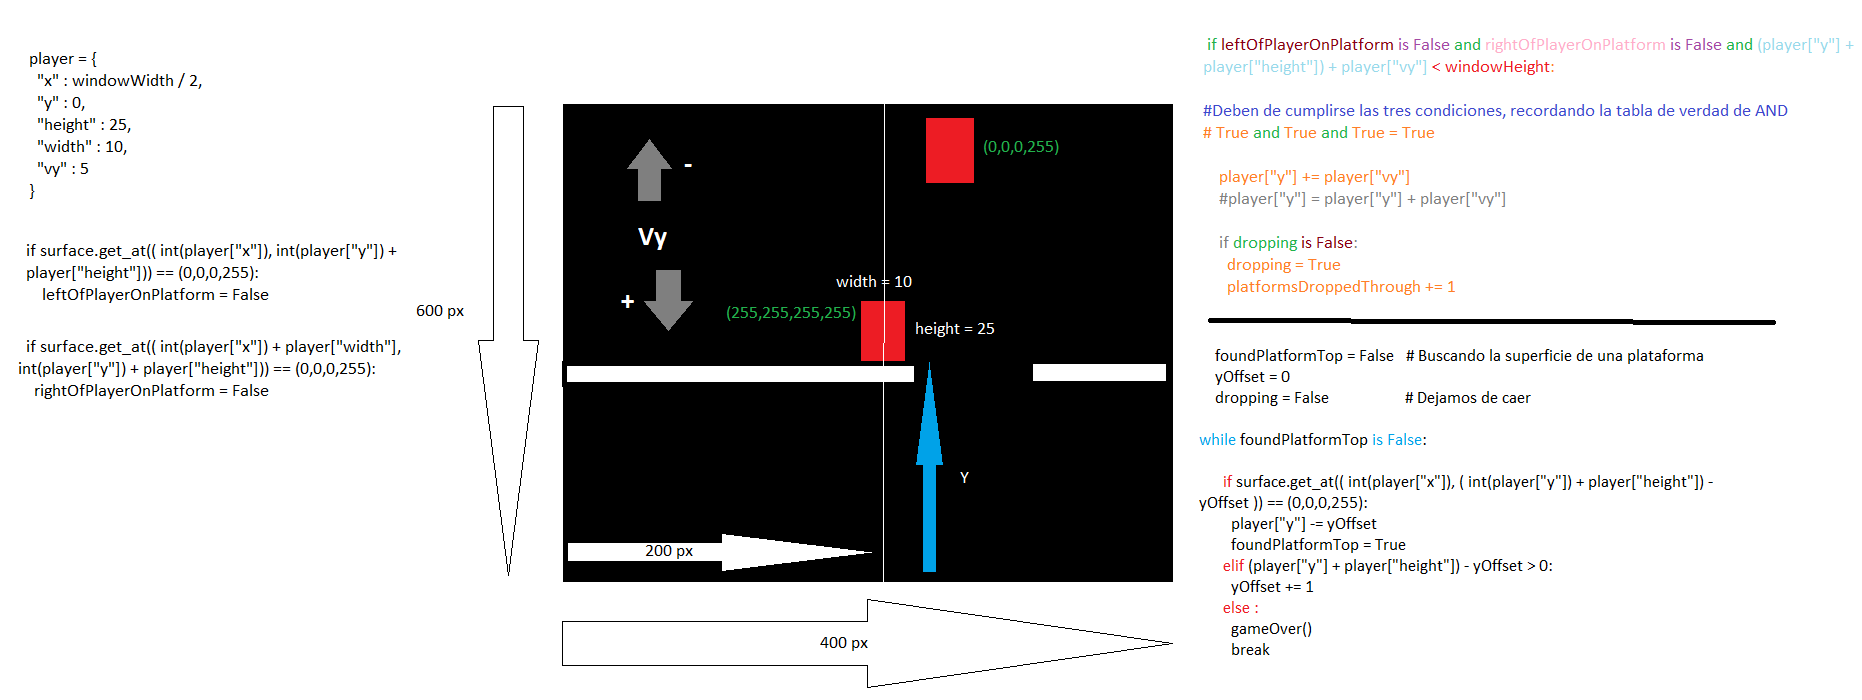 player = {
"x" : windowWidth / 2,
"y" : 0,
"height" : 25,
"width" : 10,
"vy" : 5
}
if surface.get_at(( int(player["x"]), int(player["y"]) +
player["height"])) == (0,0,0,255):
leftOfPlayerOnPlatform = False
if surface.get_at(( int(player["x"]) + player["width"],
int(player["y"]) + player["height"])) == (0,0,0,255):
rightOfPlayerOnPlatform = False
600 px
-
Vy
+
(0,0,0,255)
width = 10
(255,255,255,255)
height = 25
Y
200 px
400 px
if leftOfPlayerOnPlatform is False and rightOfPlayerOnPlatform is False and (player["y"] +
player["height"]) + player["vy"] < windowHeight:
#Deben de cumplirse las tres condiciones, recordando la tabla de verdad de AND
# True and True and True = True
player["y"] += player["vy"]
#player["y"] = player["y"] + player["vy"]
if dropping is False:
dropping = True
platformsDroppedThrough += 1
foundPlatformTop = False # Buscando la superficie de una plataforma
yOffset = 0
dropping = False # Dejamos de caer
while foundPlatformTop is False:
if surface.get_at(( int(player["x"]), ( int(player["y"]) + player["height"]) -
yOffset )) == (0,0,0,255):
player["y"] -= yOffset
foundPlatformTop = True
elif (player["y"] + player["height"]) - yOffset > 0:
yOffset += 1
else :
gameOver()
break